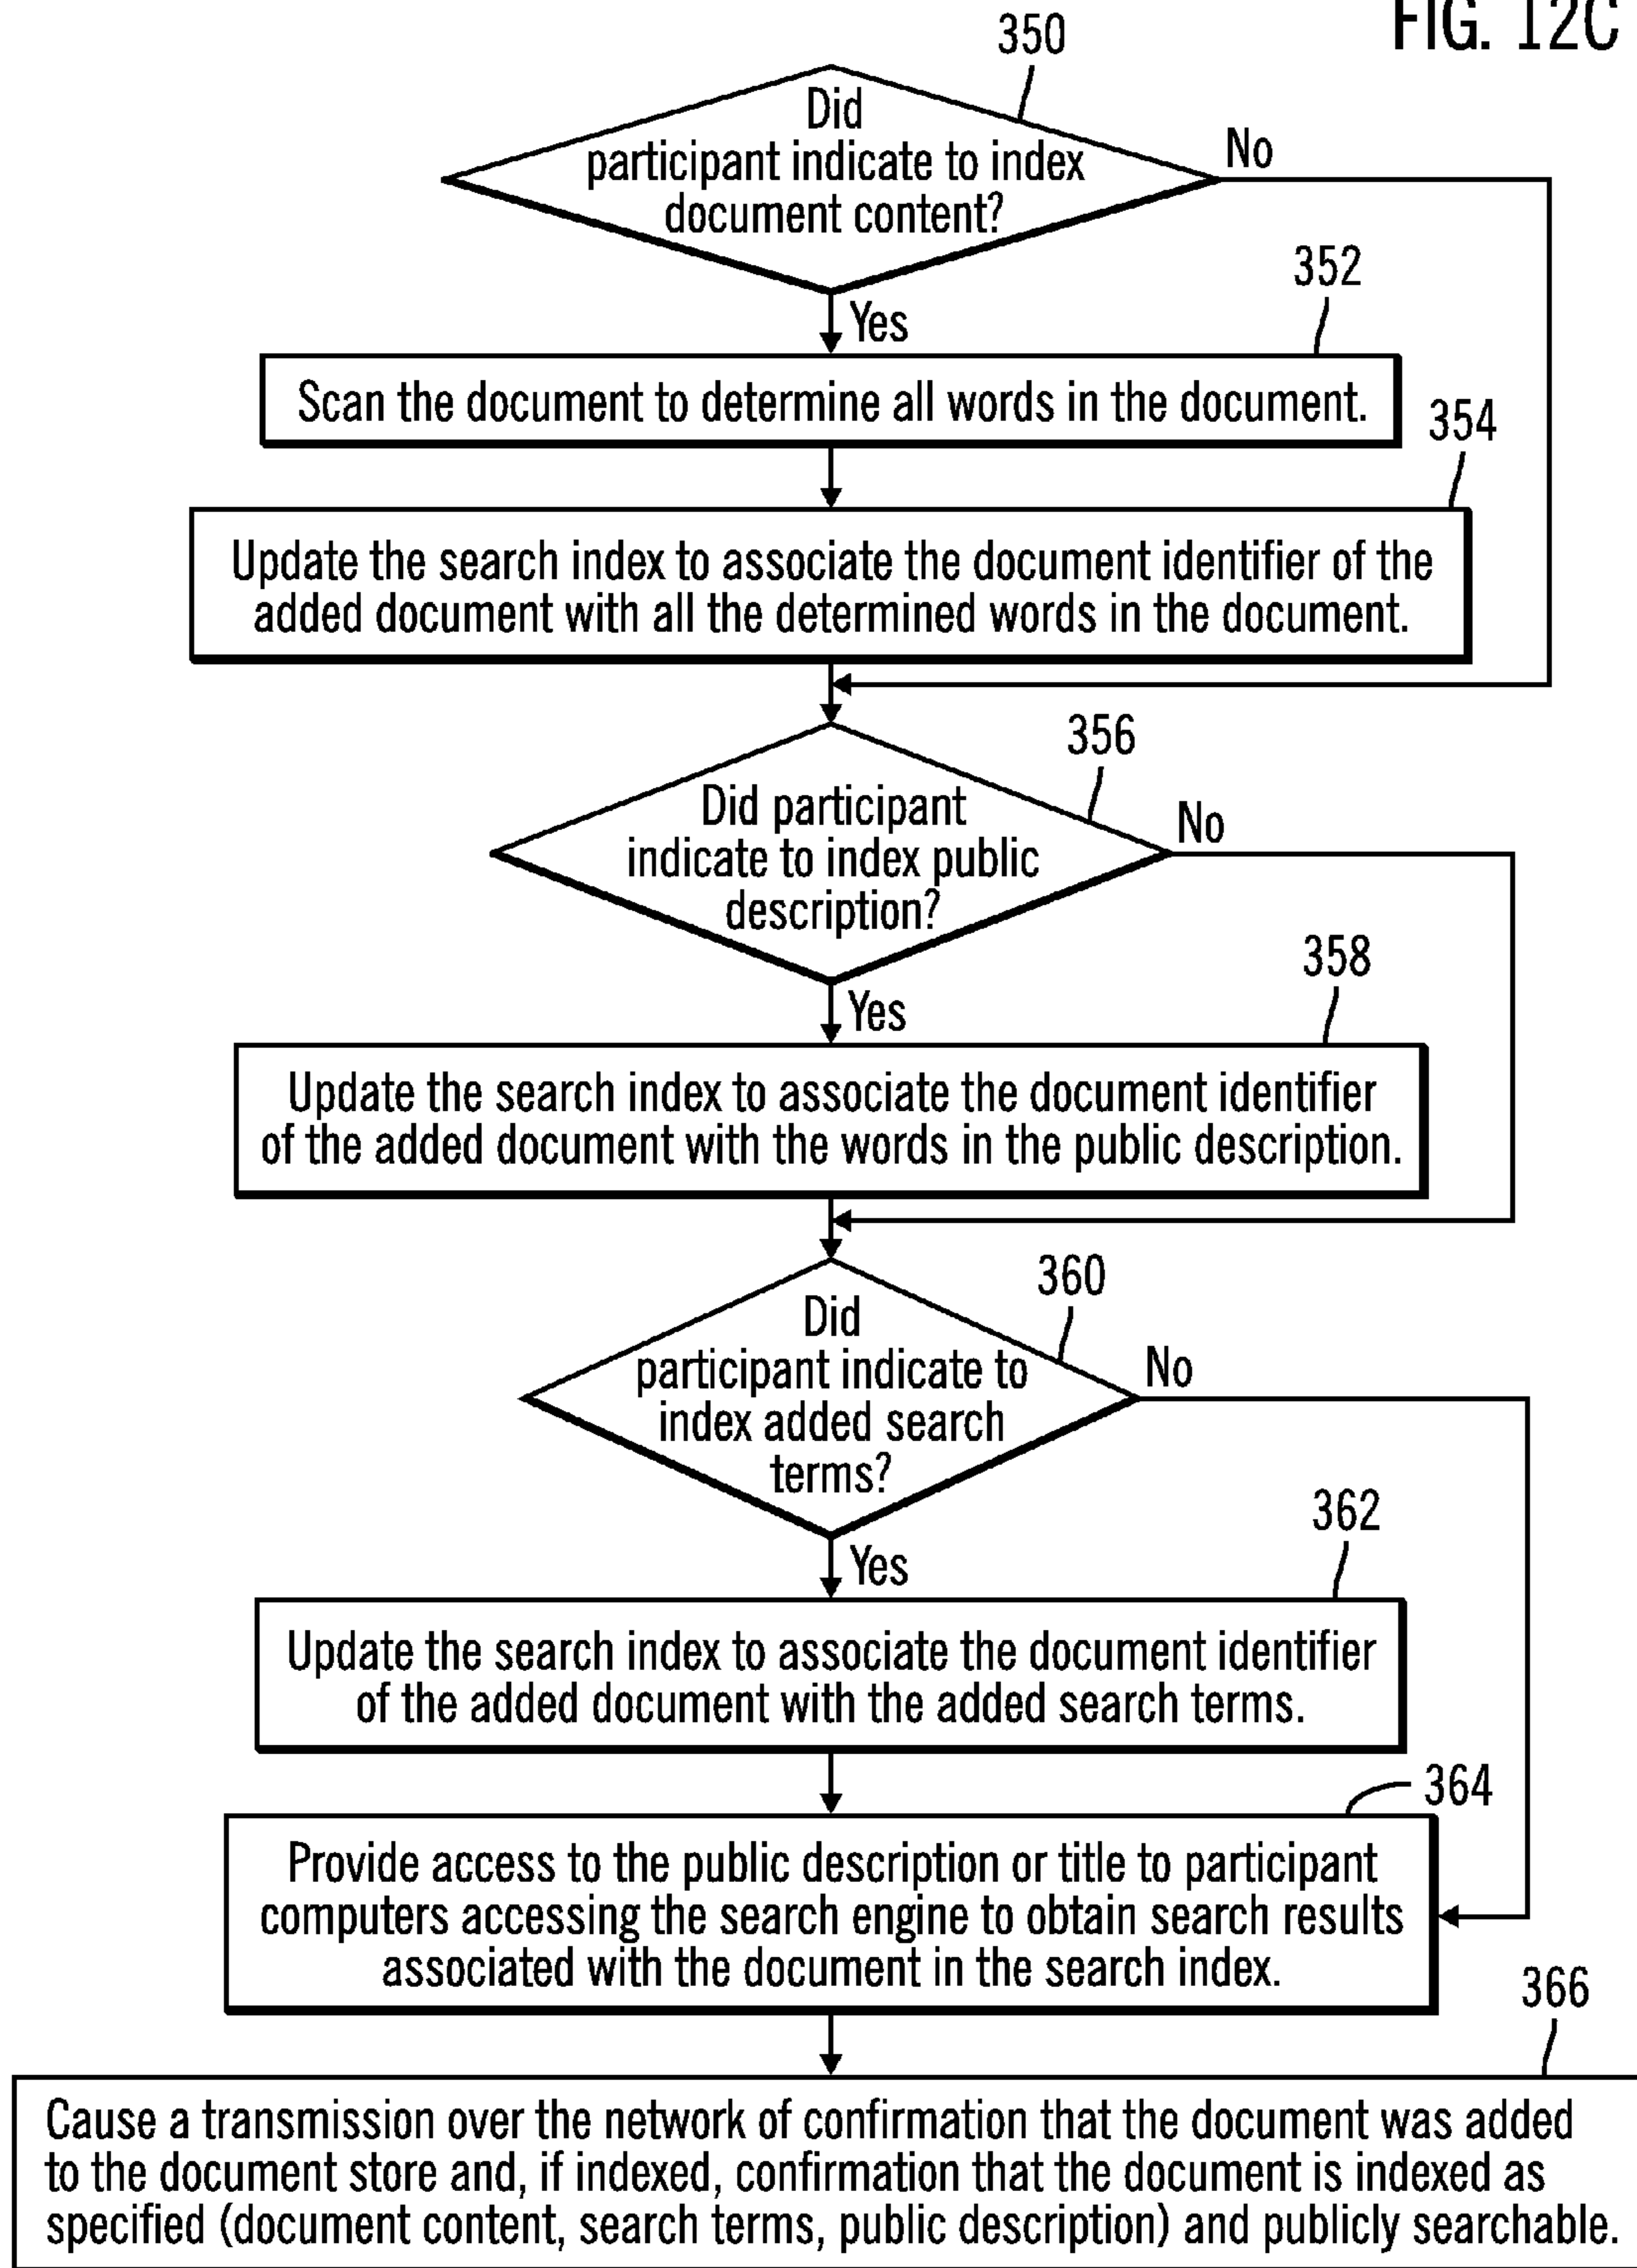 FIG. 12C
350
Did
participant indicate to index
document content?
No
Yes
352
Scan the document to determine all words in the document.
354
Update the search index to associate the document identifier of the
added document with all the determined words in the document.
356
Did participant
indicate to index public
description?
No
Yes
358
Update the search index to associate the document identifier
of the added document with the words in the public description.
360
Did
participant indicate to
index added search
terms?
No
Yes
362
Update the search index to associate the document identifier
of the added document with the added search terms.
364
Provide access to the public description or title to participant
computers accessing the search engine to obtain search results
associated with the document in the search index.
366
Cause a transmission over the network of confirmation that the document was added
to the document store and, if indexed, confirmation that the document is indexed as
specified (document content, search terms, public description) and publicly searchable.